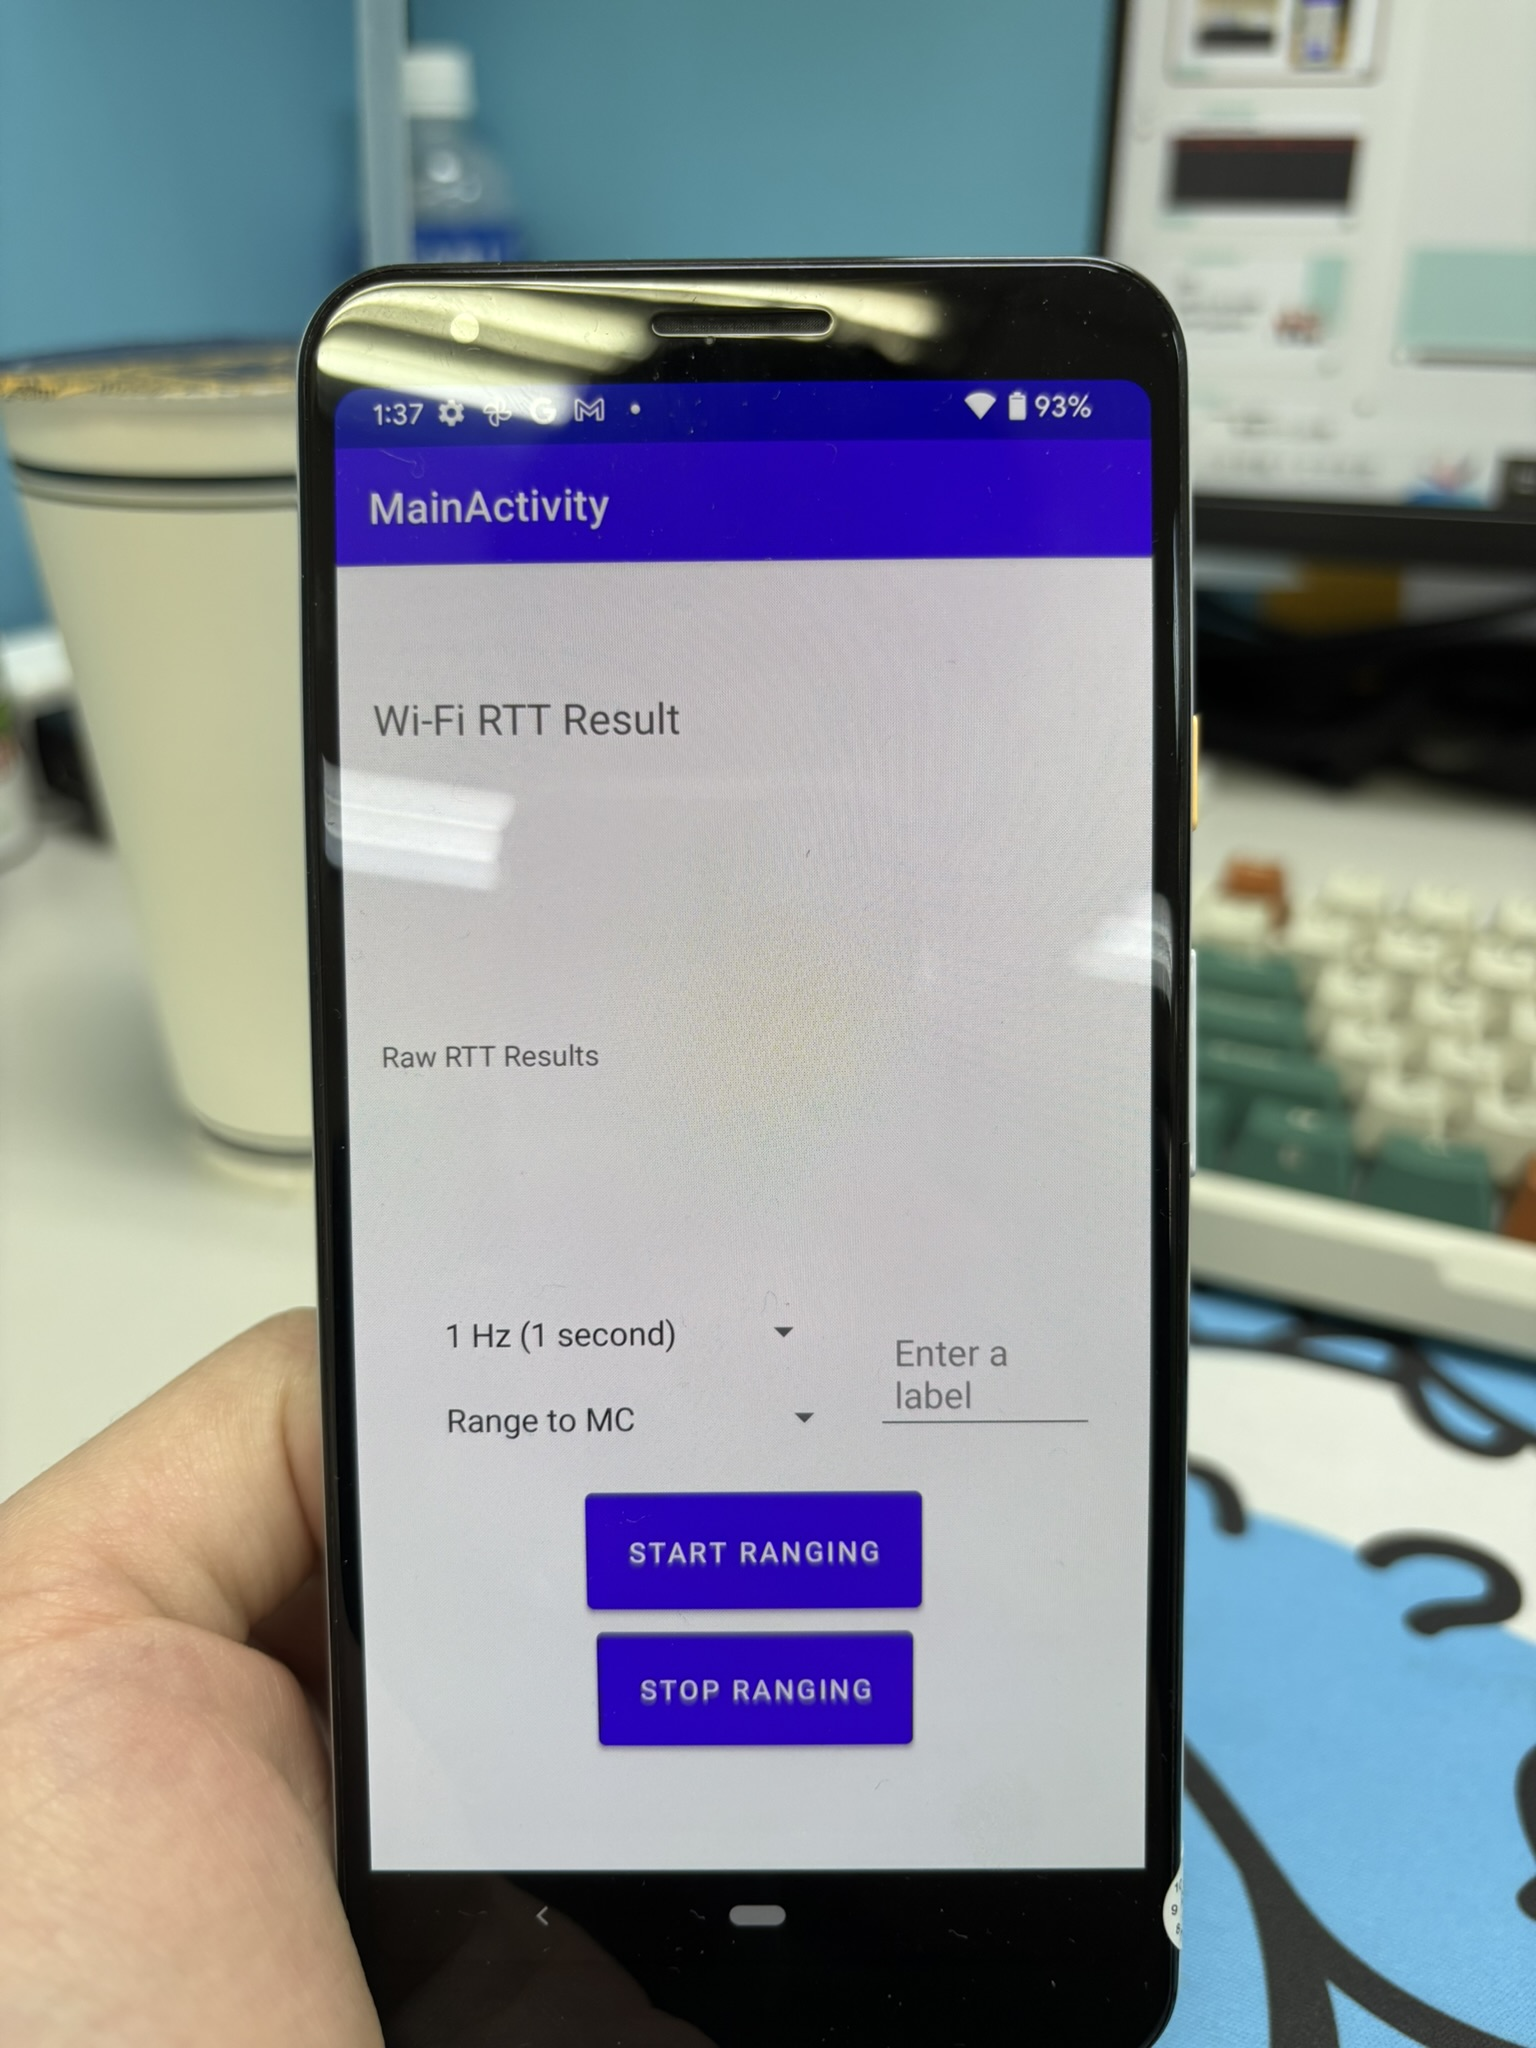 1:37 93%
MainActivity
Wi-Fi RTT Result
Raw RTT Results
1 Hz (1 second)
Range to MC
Enter a
label
START RANGING
STOP RANGING